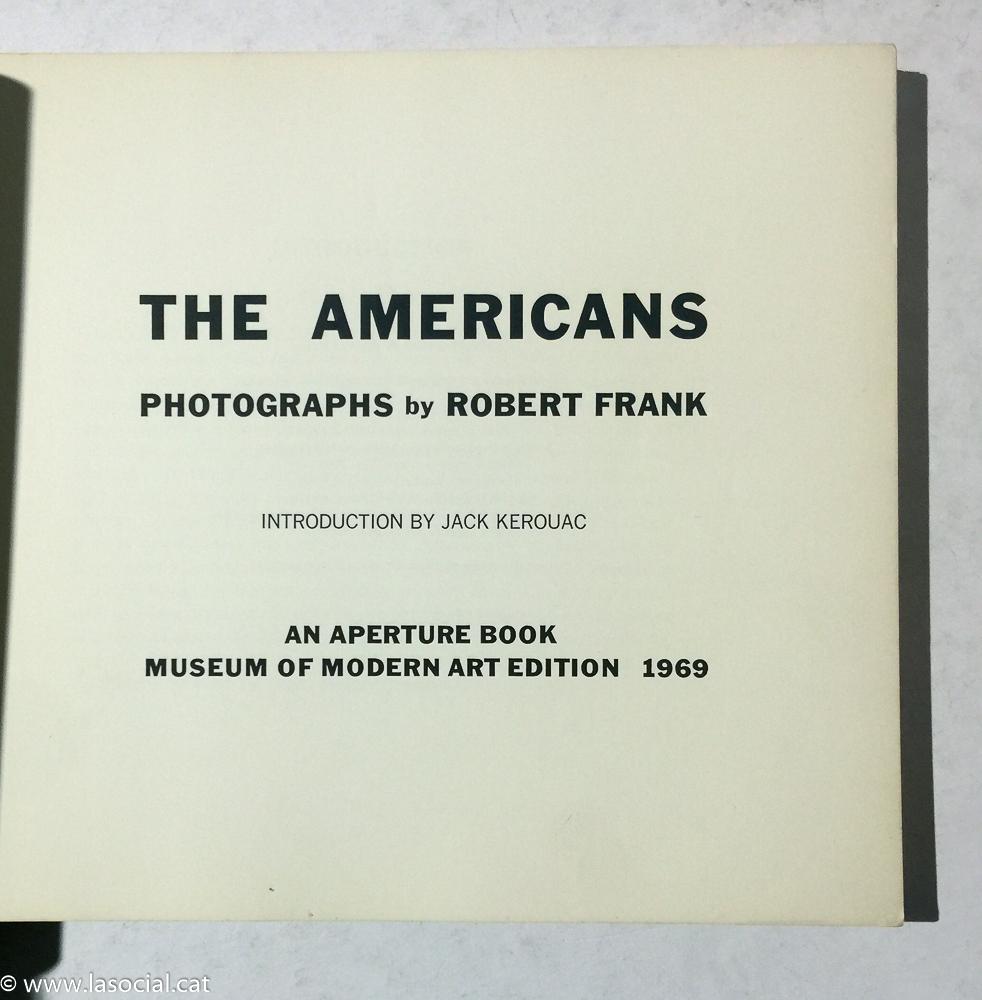 THE AMERICANS
PHOTOGRAPHS by ROBERT FRANK
INTRODUCTION BY JACK KEROUAC
AN APERTURE BOOK
MUSEUM OF MODERN ART EDITION 1969
© www.lasocial.cat